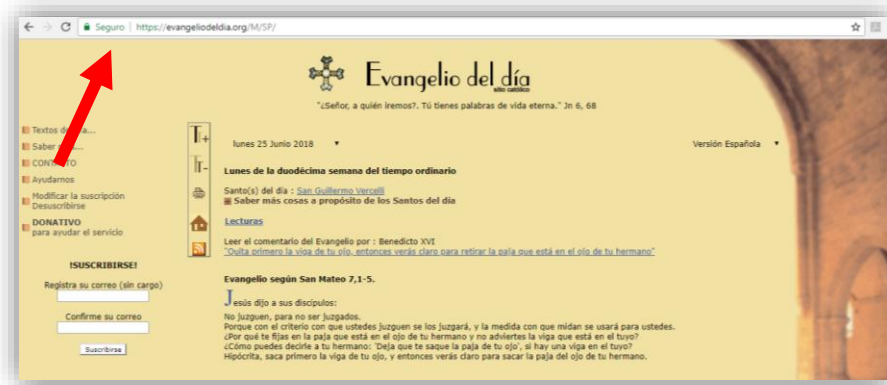 Seguro | https://evangeliodeldia.org/M/SP/
Evangelio del día
sitio católico
"¿Señor, a quién iremos?. Tú tienes palabras de vida eterna." Jn 6, 68
Textos
Saber
CON
Ayudarnos
Modificar la suscripción
Desuscribirse
DONATIVO
para ayudar el servicio
!SUSCRIBIRSE!
Registra su correo (sin cargo)
Confirme su correo
Suscribirse
T+
T-
lunes 25 Junio 2018
Versión Española
Lunes de la duodécima semana del tiempo ordinario
Santo(s) del día : San Guillermo Vercelli
Saber más cosas a propósito de los Santos del día
Lecturas
Leer el comentario del Evangelio por : Benedicto XVI
"Quita primero la viga de tu ojo, entonces verás claro para retirar la paja que está en el ojo de tu hermano"
Evangelio según San Mateo 7,1-5.
Jesús dijo a sus discípulos:
No juzguen, para no ser juzgados.
Porque con el criterio con que ustedes juzguen se los juzgará, y la medida con que midan se usará para ustedes.
¿Por qué te fijas en la paja que está en el ojo de tu hermano y no adviertes la viga que está en el tuyo?
¿Cómo puedes decirle a tu hermano: 'Deja que te saque la paja de tu ojo', si hay una viga en el tuyo?
Hipócrita, saca primero la viga de tu ojo, y entonces verás claro para sacar la paja del ojo de tu hermano.